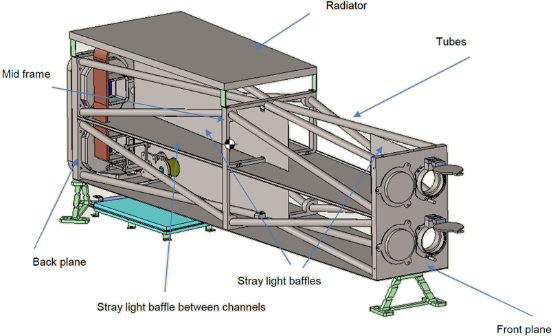 Radiator
Tubes
Mid frame
Back plane
Stray light baffles
Stray light baffle between channels
Front plane